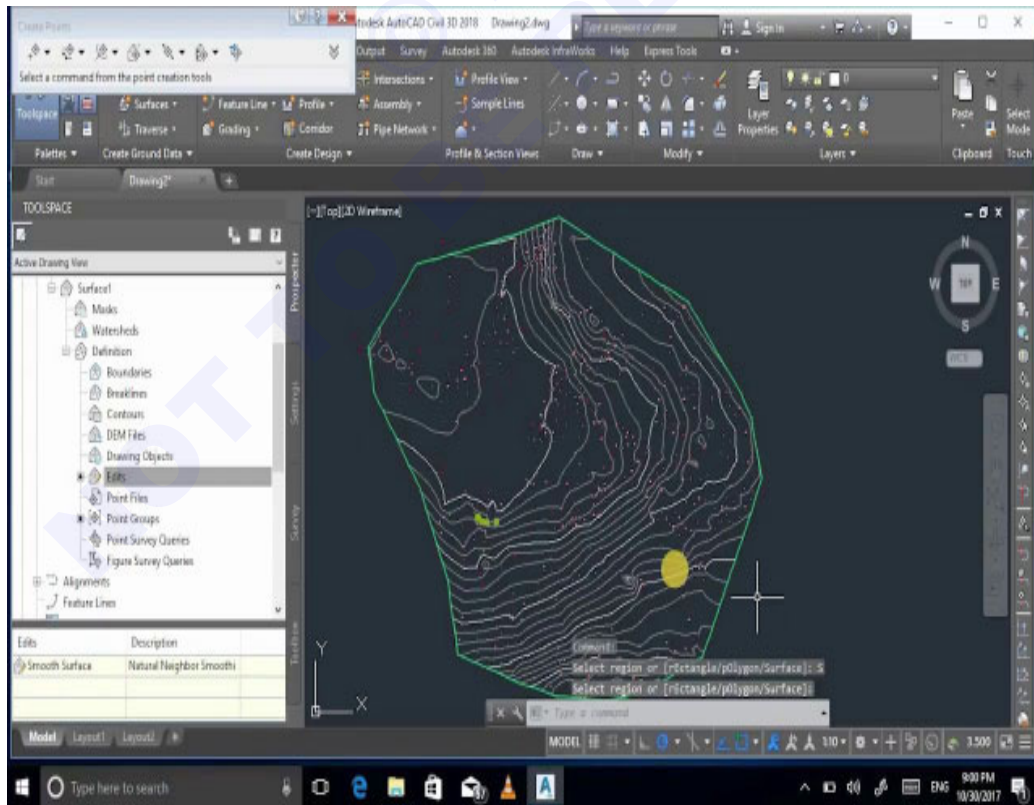 Create Points
Autodesk AutoCAD Civil 3D 2018 Drawing2.dwg
Type a keyword or phrase
Sign In
Select a command from the point creation tools
Output Survey Autodesk 360 Autodesk InfraWorks Help Express Tools
Toolspace
Surfaces
Traverse
Feature Line
Grading
Profile
Corridor
Intersections
Assembly
Pipe Network
Profile View
Sample Lines
Layer Properties
0
Paste
Select Mode
Palettes Create Ground Data Create Design Profile & Section Views Draw Modify Layers Clipboard Touch
Start Drawing2*
TOOLSPACE
Active Drawing View
Surface1
Masks
Watersheds
Definition
Boundaries
Breaklines
Contours
DEM Files
Drawing Objects
Edits
Point Files
Point Groups
Point Survey Queries
Figure Survey Queries
Alignments
Feature Lines
Prospector
Settings
Survey
Toolbox
Edits Description
Smooth Surface Natural Neighbor Smoothi
[-][Top][2D Wireframe]
N
W TOP E
S
WCS
Y
X
Command:
Select region or [rEctangle/pOlygon/Surface]: S
Select region or [rEctangle/pOlygon/Surface]:
Type a command
Model Layout1 Layout2
MODEL
1:10
3.500
Type here to search
ENG
9:00 PM
10/30/2017